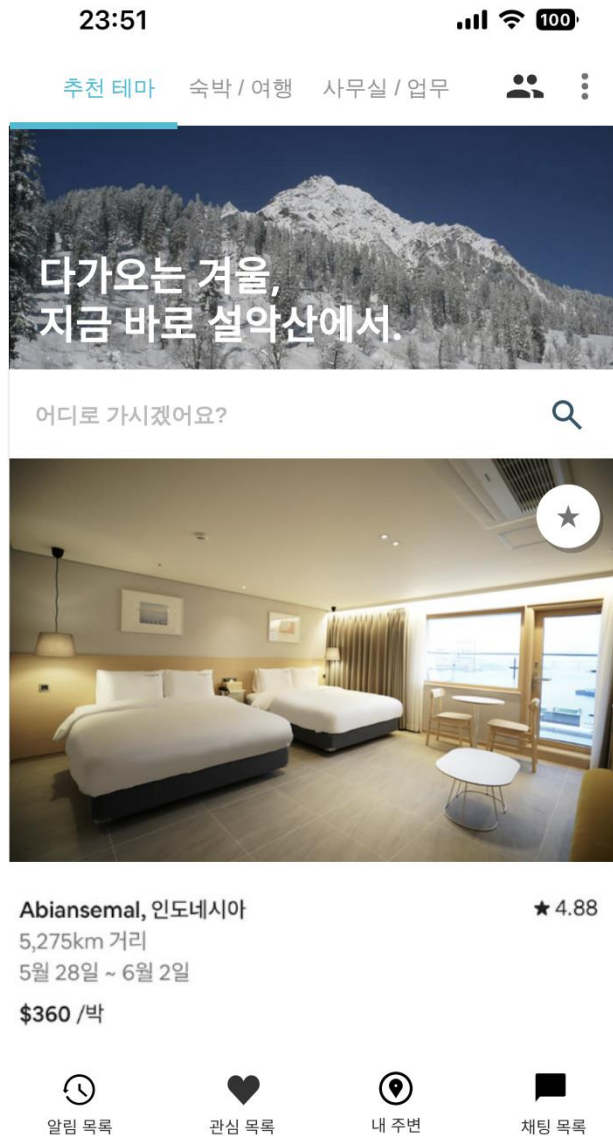 23:51
100
추천 테마
숙박 / 여행
사무실 / 업무
다가오는 겨울,
지금 바로 설악산에서.
어디로 가시겠어요?
Abiansemal, 인도네시아
4.88
5,275km 거리
5월 28일 ~ 6월 2일
$360 /박
알림 목록
관심 목록
내 주변
채팅 목록